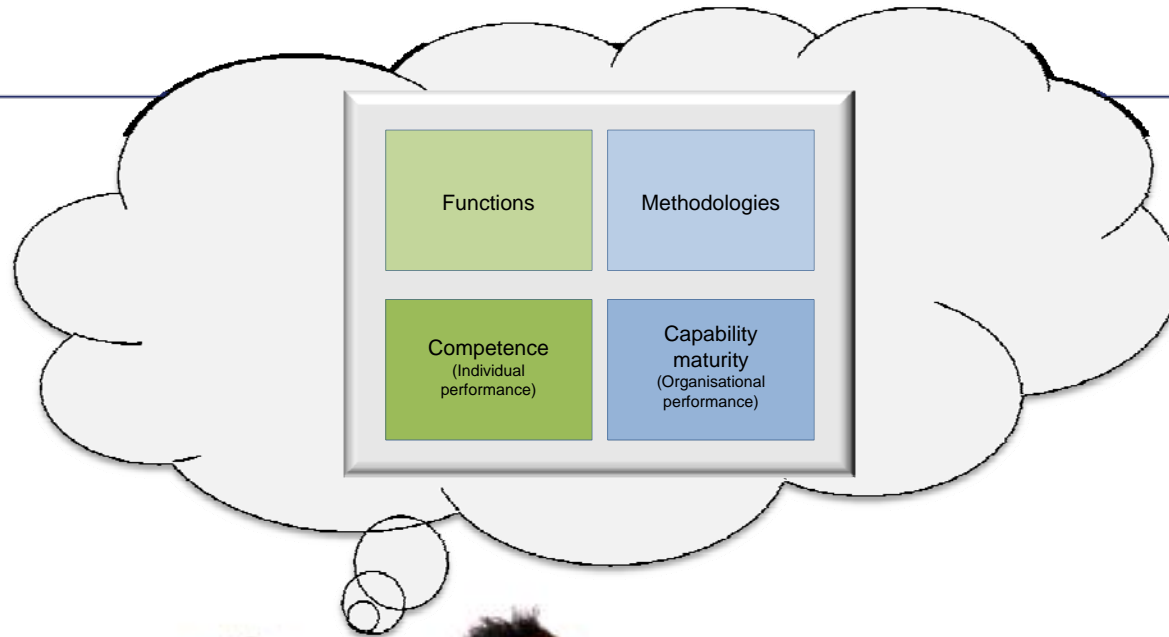 Functions
Methodologies
Competence
(Individual
performance)
Capability
maturity
(Organisational
performance)